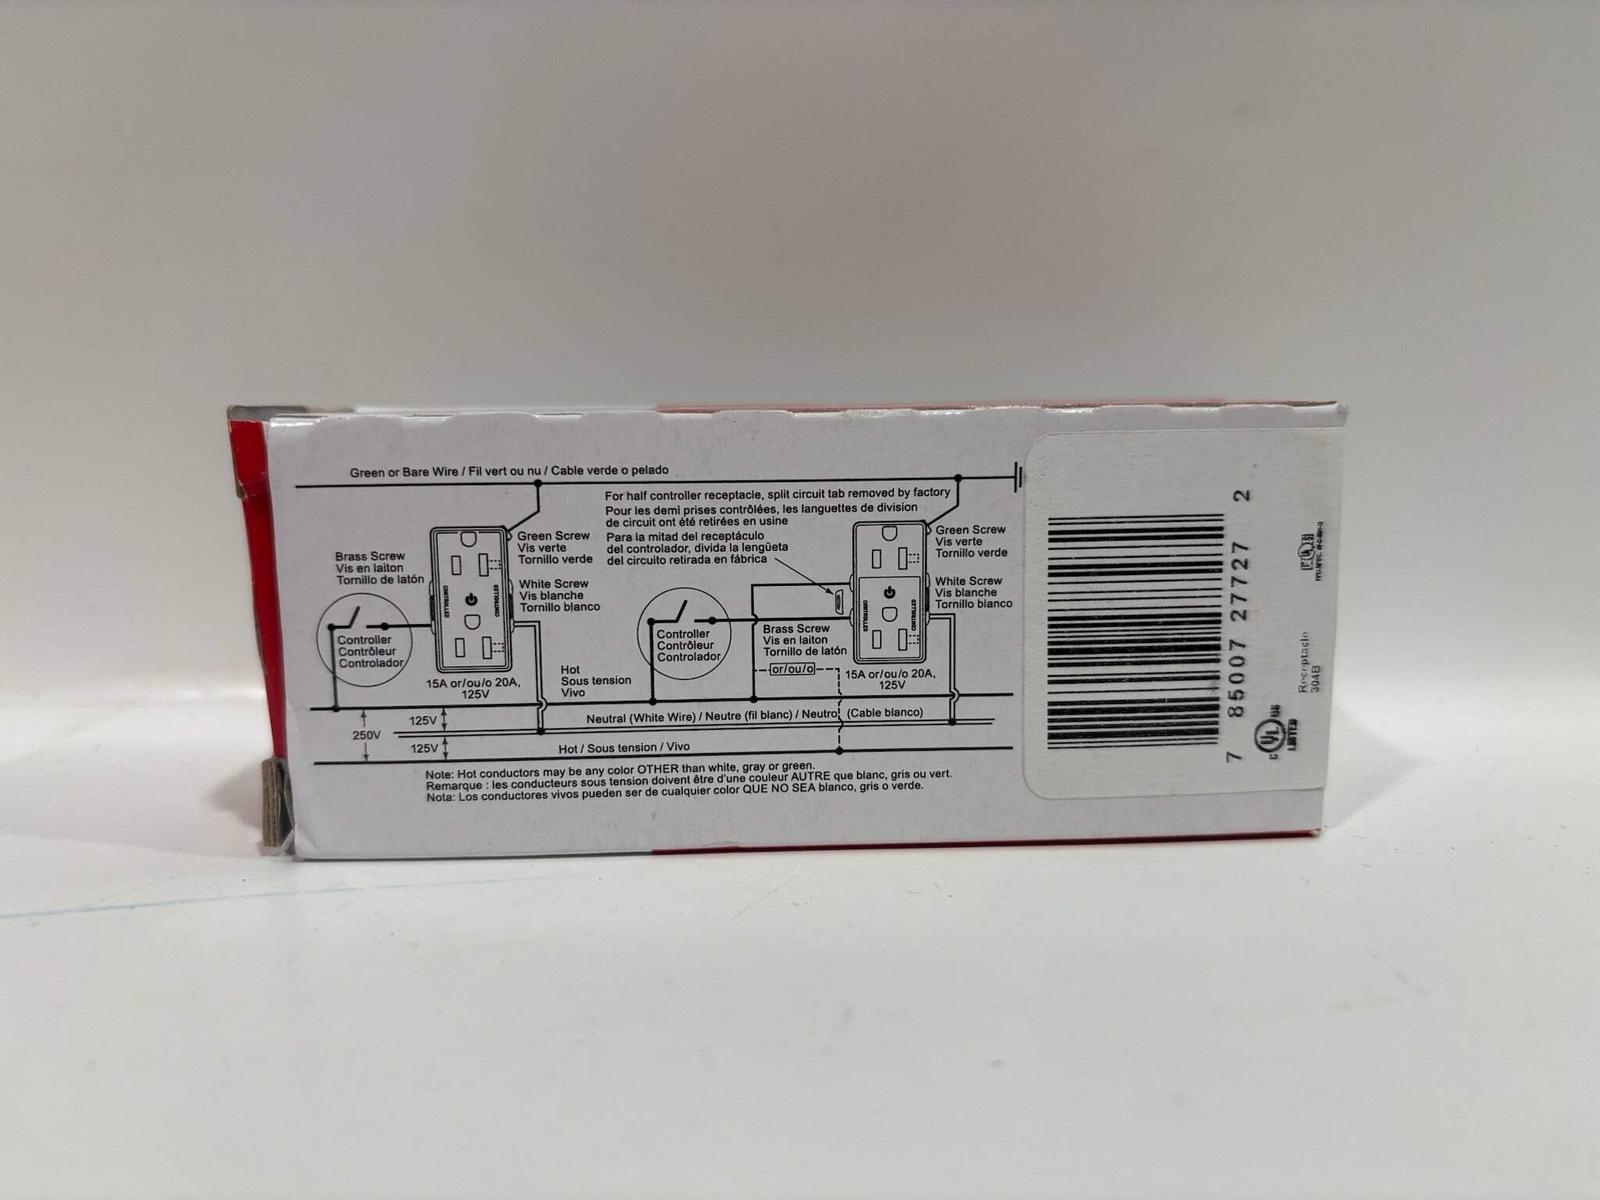 Green or Bare Wire / Fil vert ou nu / Cable verde o pelado
For half controller receptacle, split circuit tab removed by factory
Pour les demi prises contrôlées, les languettes de division
de circuit ont été retirées en usine
Para la mitad del receptáculo
del controlador, divida la lengüeta
del circuito retirada en fábrica
Brass Screw
Vis en laiton
Tornillo de latón
Green Screw
Vis verte
Tornillo verde
White Screw
Vis blanche
Tornillo blanco
CONTROLLED
CONTROLLED
Controller
Contrôleur
Controlador
15A or/ou/o 20A,
125V
Hot
Sous tension
Vivo
Controller
Contrôleur
Controlador
Brass Screw
Vis en laiton
Tornillo de latón
or/ou/o
Green Screw
Vis verte
Tornillo verde
White Screw
Vis blanche
Tornillo blanco
CONTROLLED
CONTROLLED
15A or/ou/o 20A,
125V
125V
250V
125V
Neutral (White Wire) / Neutre (fil blanc) / Neutro (Cable blanco)
Hot / Sous tension / Vivo
Note: Hot conductors may be any color OTHER than white, gray or green.
Remarque : les conducteurs sous tension doivent être d'une couleur AUTRE que blanc, gris ou vert.
Nota: Los conductores vivos pueden ser de cualquier color QUE NO SEA blanco, gris o verde.
7 85007 27727 2
C UL US
LISTED
Receptacle
304B